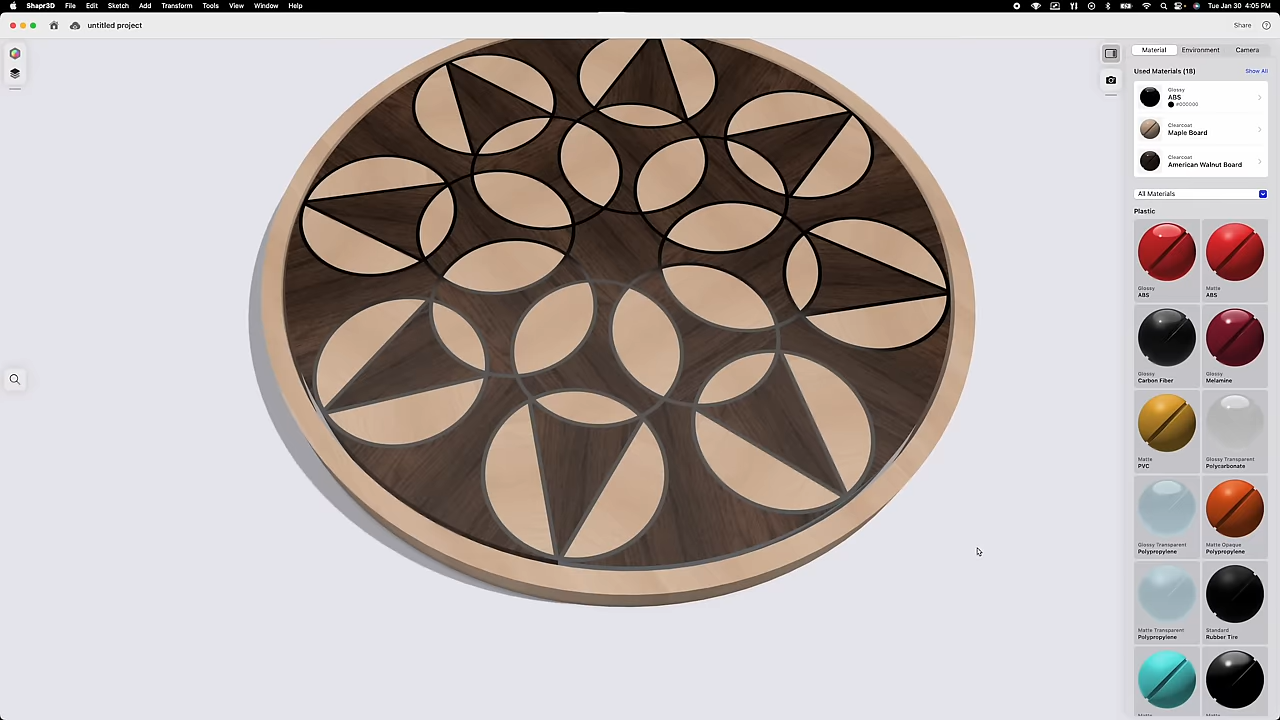 Shapr3D File Edit Sketch Add Transform Tools View Window Help
Tue Jan 30 4:05 PM
untitled project
Share
Material Environment Camera
Used Materials (18) Show All
Glossy
ABS
#000000
Clearcoat
Maple Board
Clearcoat
American Walnut Board
All Materials
Plastic
Glossy
ABS
Matte
ABS
Glossy
Carbon Fiber
Glossy
Melamine
Matte
PVC
Glossy Transparent
Polycarbonate
Glossy Transparent
Polypropylene
Matte Opaque
Polypropylene
Matte Transparent
Polypropylene
Standard
Rubber Tire